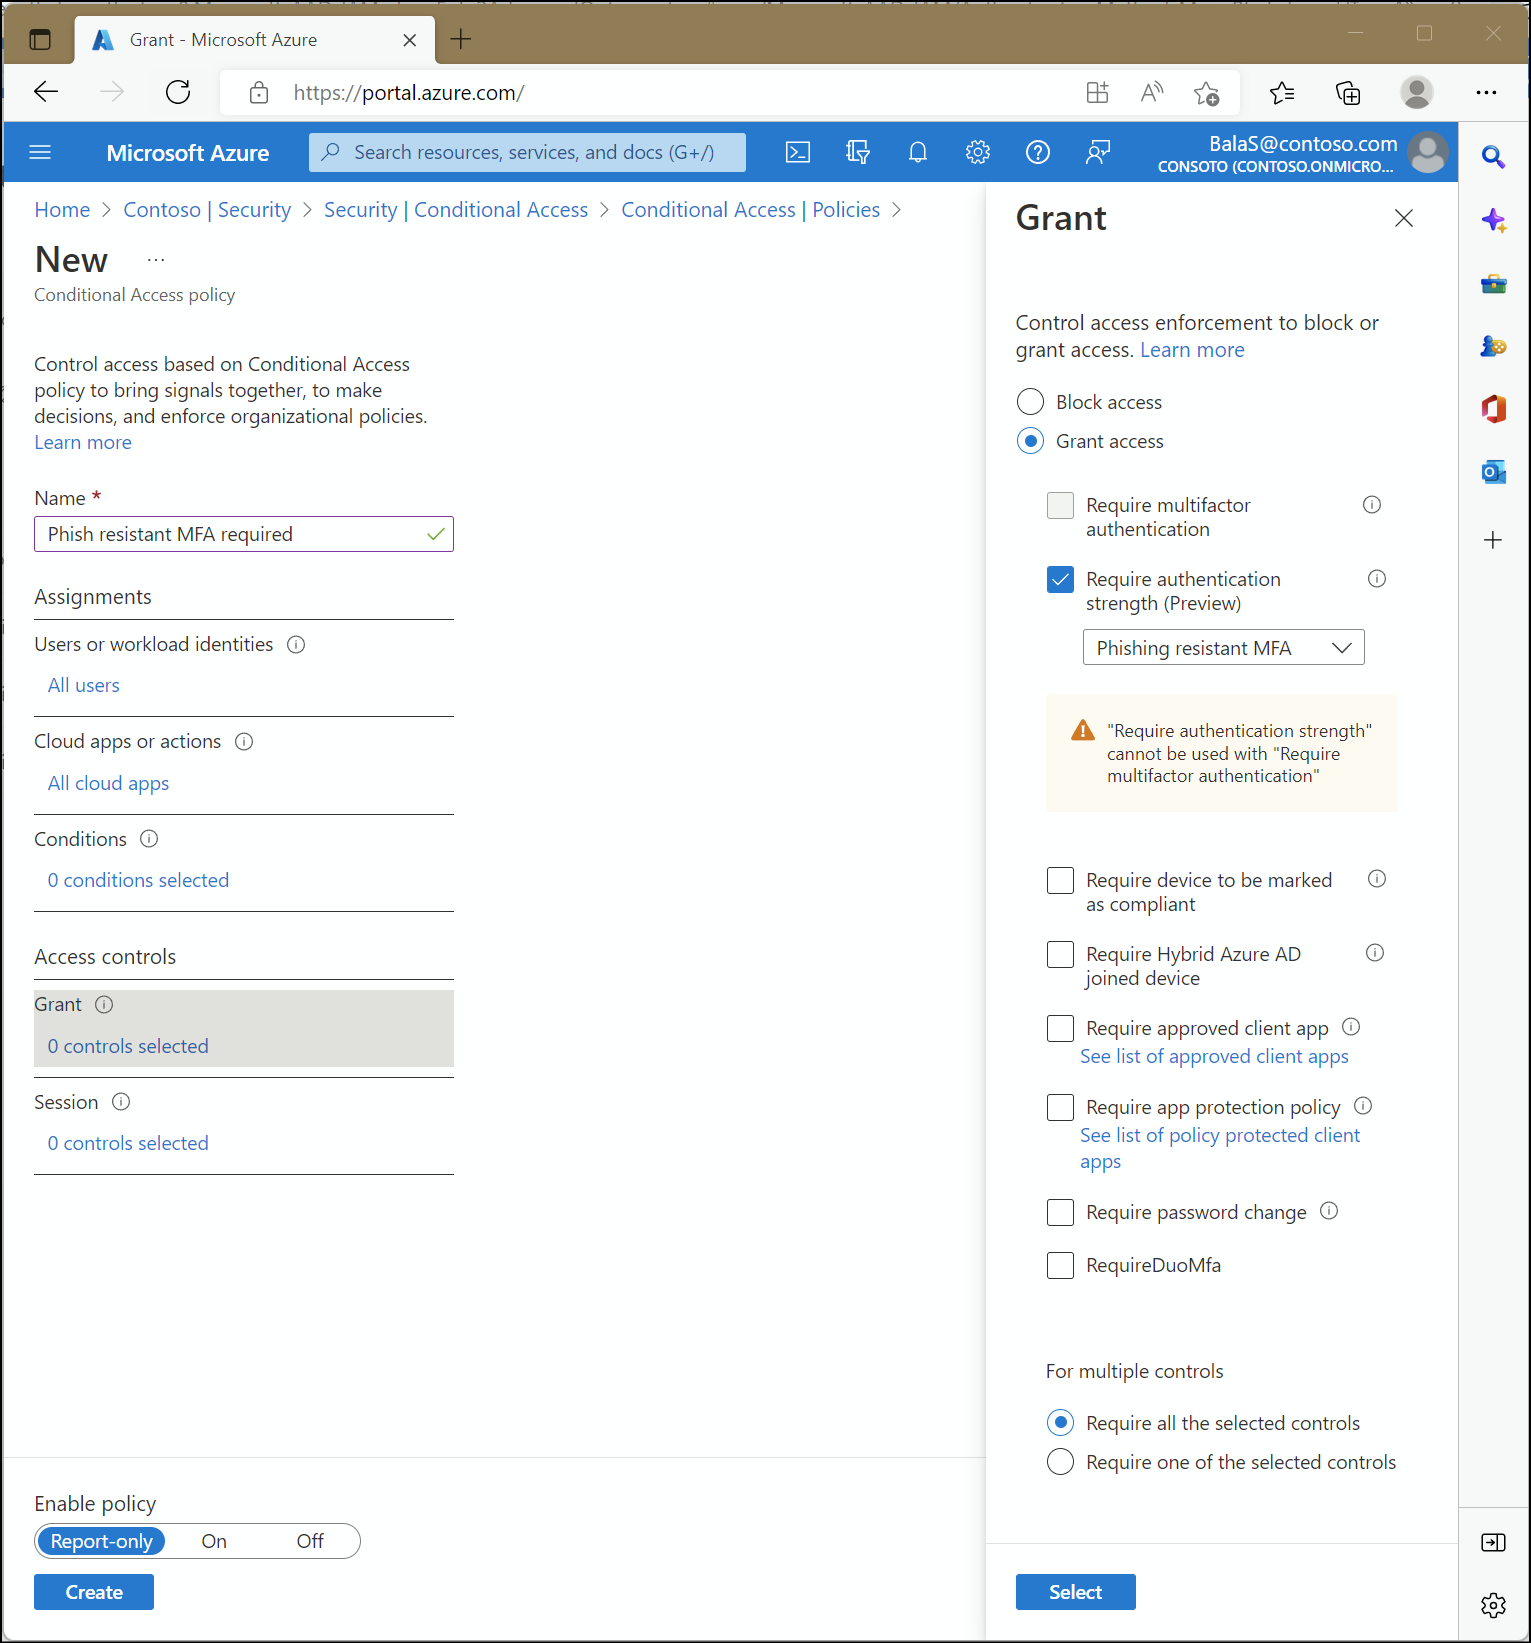 Grant - Microsoft Azure
https://portal.azure.com/
Microsoft Azure
Search resources, services, and docs (G+/)
BalaS@contoso.com
CONSOTO (CONTOSO.ONMICRO...
Home > Contoso | Security > Security | Conditional Access > Conditional Access | Policies >
New ...
Conditional Access policy
Control access based on Conditional Access
policy to bring signals together, to make
decisions, and enforce organizational policies.
Learn more
Name *
Phish resistant MFA required
Assignments
Users or workload identities
All users
Cloud apps or actions
All cloud apps
Conditions
0 conditions selected
Access controls
Grant
0 controls selected
Session
0 controls selected
Enable policy
Report-only On Off
Create
Grant
Control access enforcement to block or
grant access. Learn more
Block access
Grant access
Require multifactor
authentication
Require authentication
strength (Preview)
Phishing resistant MFA
"Require authentication strength"
cannot be used with "Require
multifactor authentication"
Require device to be marked
as compliant
Require Hybrid Azure AD
joined device
Require approved client app
See list of approved client apps
Require app protection policy
See list of policy protected client
apps
Require password change
RequireDuoMfa
For multiple controls
Require all the selected controls
Require one of the selected controls
Select